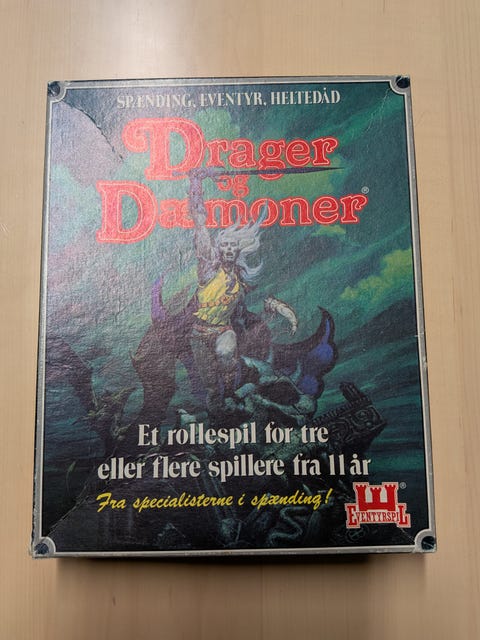 SPÆNDING, EVENTYR, HELTEDÅD
Drager
og
Dæmoner®
Et rollespil for tre
eller flere spillere fra 11 år
Fra specialisterne i spænding!
®
EVENTYRSPIL